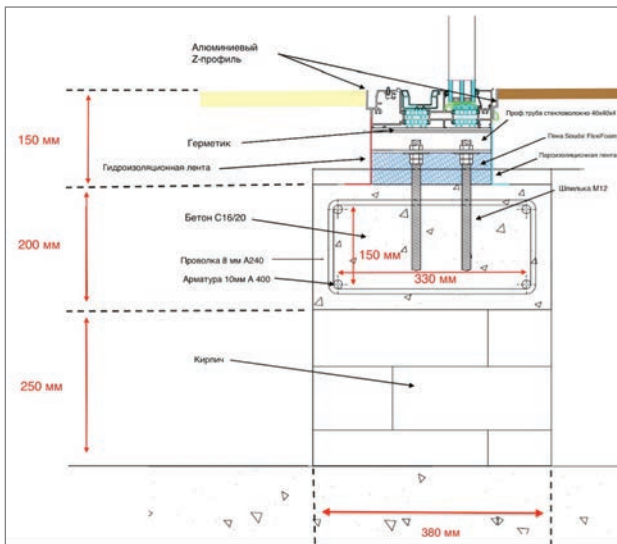 Алюминиевый
Z-профиль
150 мм
Проф.труба стекловолокно 40х40х4
Герметик
Пена Soudal FlexiFoam
Гидроизоляционная лента
Пароизоляционная лента
Шпилька М12
Бетон С16/20
200 мм
150 мм
Проволока 8 мм А240
330 мм
Арматура 10мм А 400
Кирпич
250 мм
380 мм